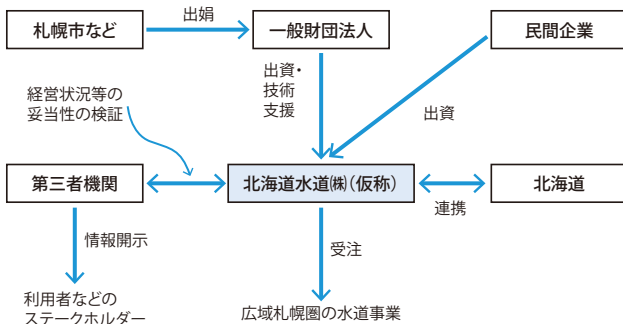 札幌市など
出捐
一般財団法人
民間企業
出資・
技術
支援
経営状況等の
妥当性の検証
出資
第三者機関
北海道水道㈱(仮称)
北海道
連携
情報開示
受注
利用者などの
ステークホルダー
広域札幌圏の水道事業